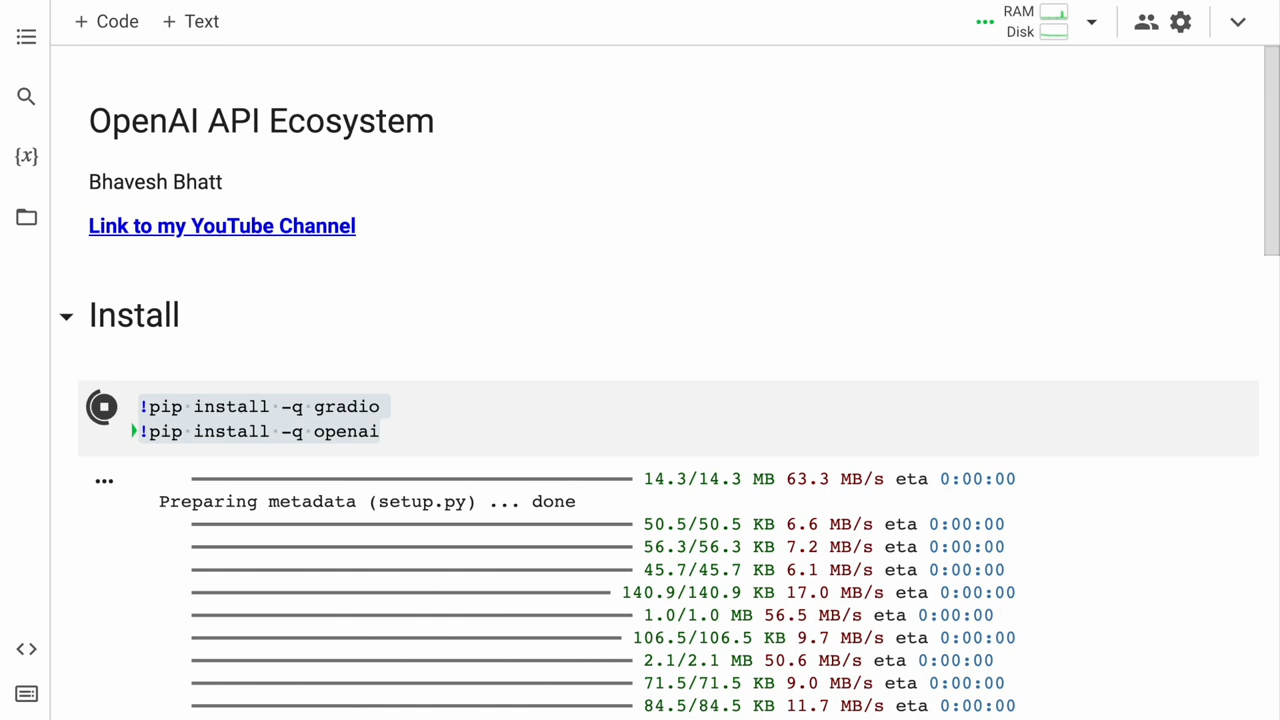 + Code + Text
RAM
Disk
{x}
OpenAI API Ecosystem
Bhavesh Bhatt
Link to my YouTube Channel
Install
!pip install -q gradio
!pip install -q openai
14.3/14.3 MB 63.3 MB/s eta 0:00:00
Preparing metadata (setup.py) ... done
50.5/50.5 KB 6.6 MB/s eta 0:00:00
56.3/56.3 KB 7.2 MB/s eta 0:00:00
45.7/45.7 KB 6.1 MB/s eta 0:00:00
140.9/140.9 KB 17.0 MB/s eta 0:00:00
1.0/1.0 MB 56.5 MB/s eta 0:00:00
106.5/106.5 KB 9.7 MB/s eta 0:00:00
2.1/2.1 MB 50.6 MB/s eta 0:00:00
71.5/71.5 KB 9.0 MB/s eta 0:00:00
84.5/84.5 KB 11.7 MB/s eta 0:00:00